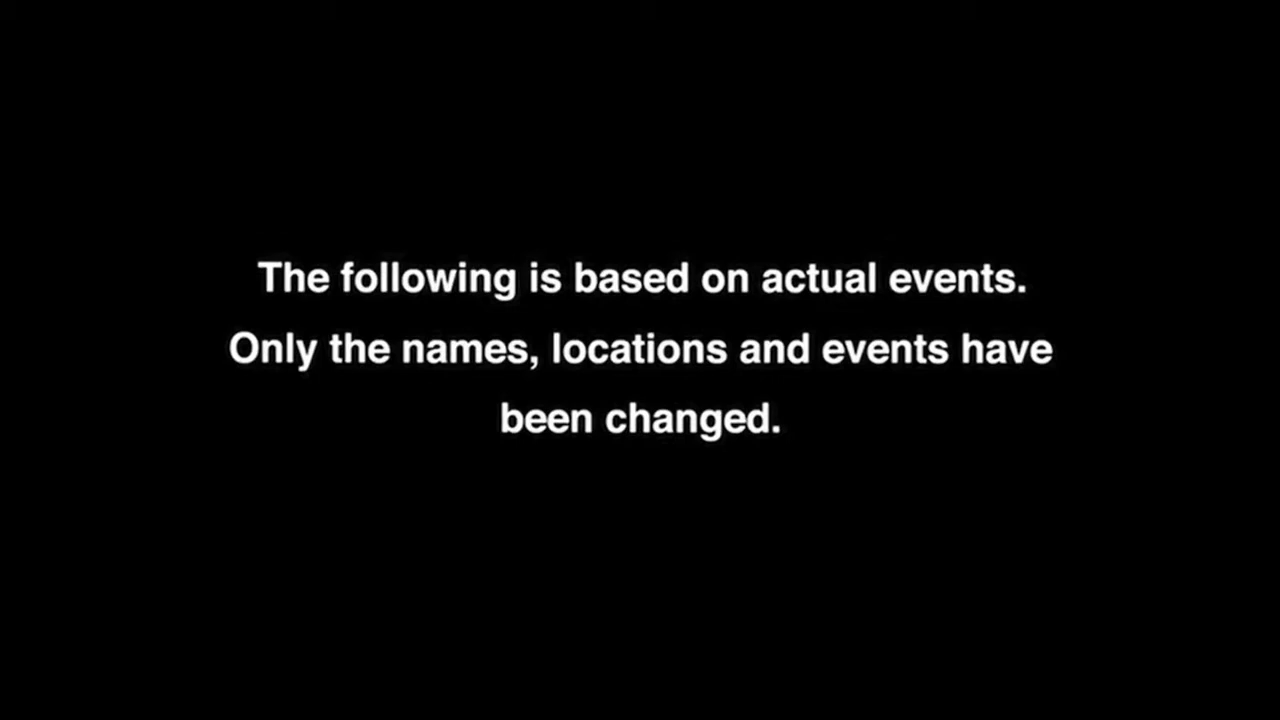 The following is based on actual events.
Only the names, locations and events have
been changed.